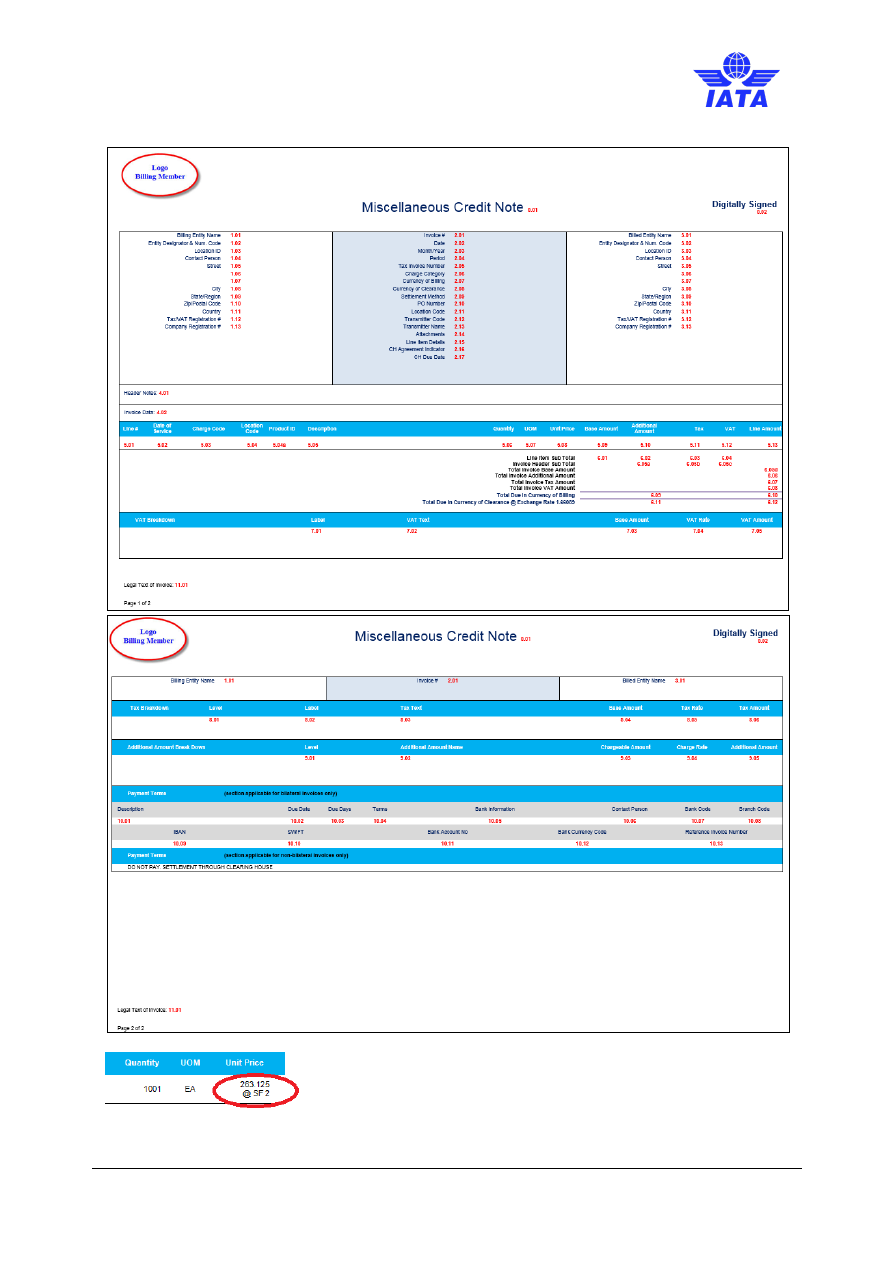 IATA
Logo
Billing Member
Miscellaneous Credit Note 0.01
Digitally Signed
0.02
Billing Entity Name 1.01
Entity Designator & Num. Code 1.02
Location ID 1.03
Contact Person 1.04
Street 1.05
1.06
1.07
City 1.08
State/Region 1.09
Zip/Postal Code 1.10
Country 1.11
Tax/VAT Registration # 1.12
Company Registration # 1.13
Invoice # 2.01
Date 2.02
Month/Year 2.03
Period 2.04
Tax Invoice Number 2.05
Charge Category 2.06
Currency of Billing 2.07
Currency of Clearance 2.08
Settlement Method 2.09
PO Number 2.10
Location Code 2.11
Transmitter Code 2.12
Transmitter Name 2.13
Attachments 2.14
Line Item Details 2.15
CH Agreement Indicator 2.16
CH Due Date 2.17
Billed Entity Name 3.01
Entity Designator & Num. Code 3.02
Location ID 3.03
Contact Person 3.04
Street 3.05
3.06
3.07
City 3.08
State/Region 3.09
Zip/Postal Code 3.10
Country 3.11
Tax/VAT Registration # 3.12
Company Registration # 3.13
Header Notes: 4.01
Invoice Data: 4.02
Line # Date of Service Charge Code Location Code Product ID Description Quantity UOM Unit Price Base Amount Additional Amount Tax VAT Line Amount
5.01 5.02 5.03 5.04 5.04a 5.05 5.06 5.07 5.08 5.09 5.10 5.11 5.12 5.13
Line Item Sub Total 6.01 6.02 6.03 6.04
Invoice Header Sub Total 6.05a 6.05b 6.05c
Total Invoice Base Amount 6.05d
Total Invoice Additional Amount 6.06
Total Invoice Tax Amount 6.07
Total Invoice VAT Amount 6.08
Total Due in Currency of Billing 6.09 6.10
Total Due in Currency of Clearance @ Exchange Rate 6.11 6.12
VAT Breakdown Label VAT Text Base Amount VAT Rate VAT Amount
7.01 7.02 7.03 7.04 7.05
Legal Text of Invoice: 11.01
Page 1 of 2
Logo
Billing Member
Miscellaneous Credit Note 0.01
Digitally Signed
0.02
Billing Entity Name 1.01
Invoice # 2.01
Billed Entity Name 3.01
Tax Breakdown Level Label Tax Text Base Amount Tax Rate Tax Amount
8.01 8.02 8.03 8.04 8.05 8.06
Additional Amount Break Down Level Additional Amount Name Chargeable Amount Charge Rate Additional Amount
9.01 9.02 9.03 9.04 9.05
Payment Terms (section applicable for bilateral invoices only)
Description Due Date Due Days Terms Bank Information Contact Person Bank Code Branch Code
10.01 10.02 10.03 10.04 10.05 10.06 10.07 10.08
IBAN SWIFT Bank Account No Bank Currency Code Reference Invoice Number
10.09 10.10 10.11 10.12 10.13
Payment Terms (section applicable for non-bilateral invoices only)
DO NOT PAY: SETTLEMENT THROUGH CLEARING HOUSE
Legal Text of Invoice: 11.01
Page 2 of 2
Quantity UOM Unit Price
1001 EA 263.125
@ SF 2